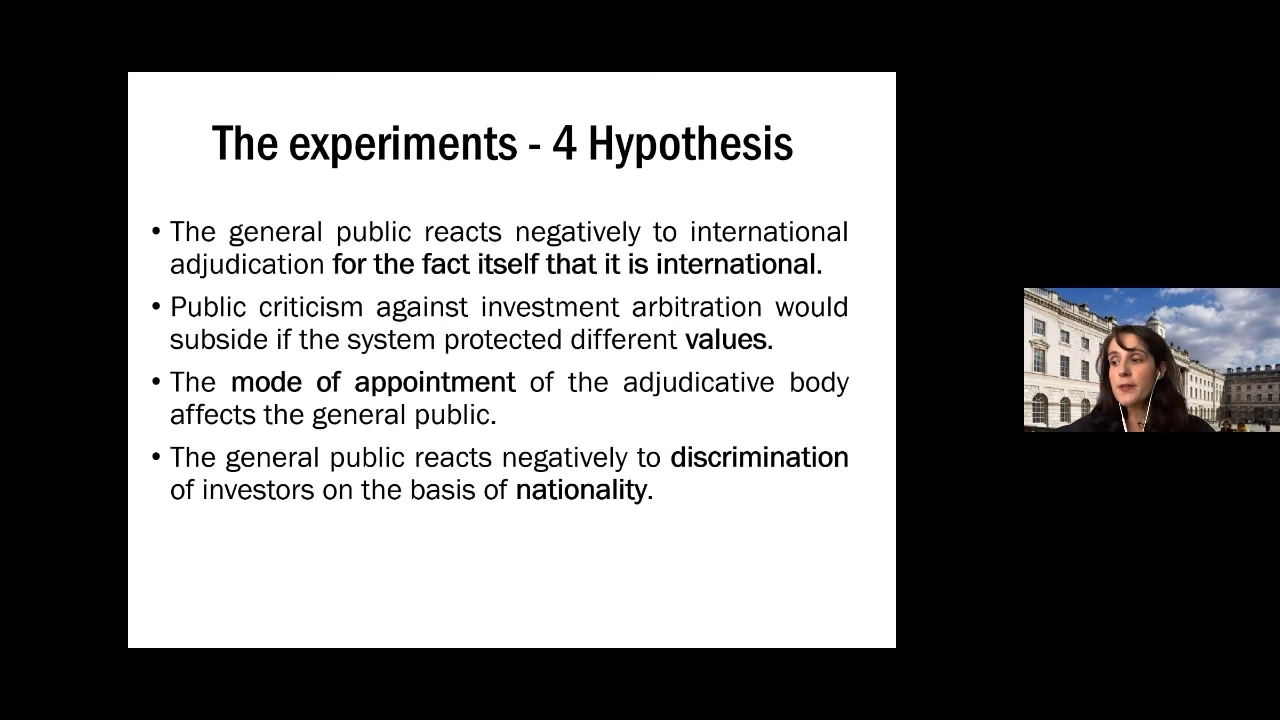 The experiments - 4 Hypothesis
• The general public reacts negatively to international
adjudication for the fact itself that it is international.
• Public criticism against investment arbitration would
subside if the system protected different values.
• The mode of appointment of the adjudicative body
affects the general public.
• The general public reacts negatively to discrimination
of investors on the basis of nationality.